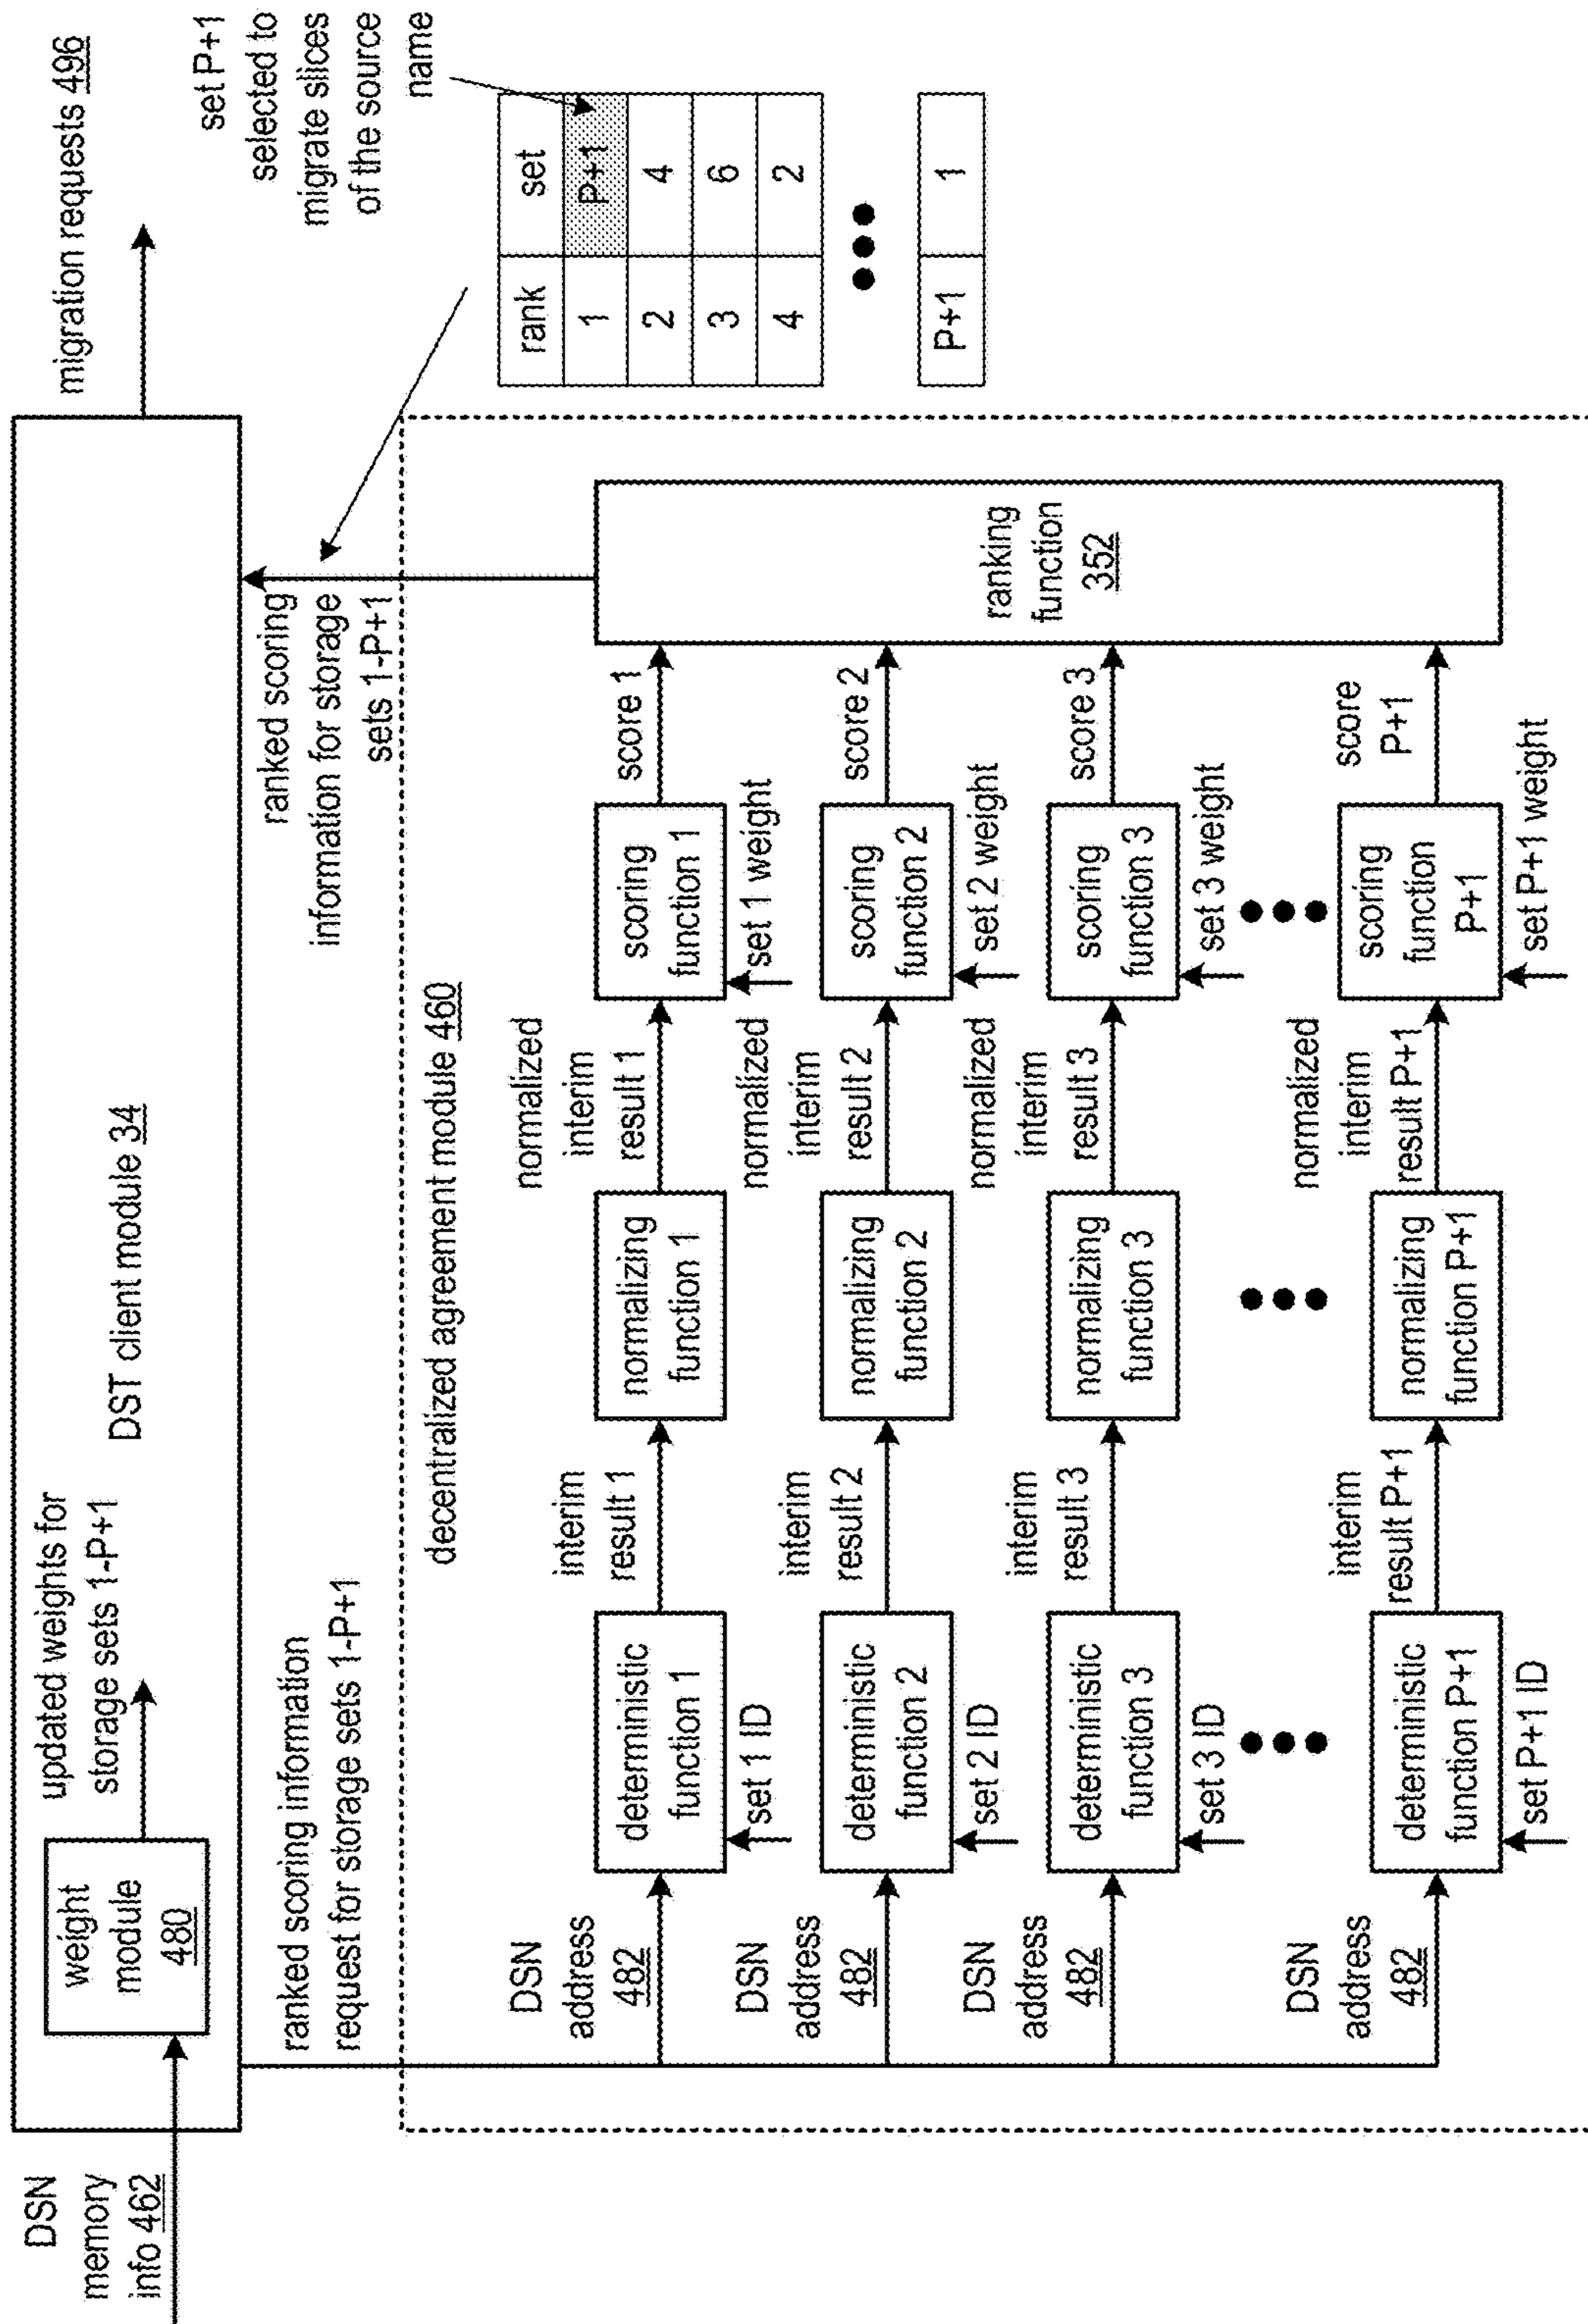 DSN
memory
info 462
weight
module
480
updated weights for
storage sets 1-P+1
DST client module 34
migration requests 496
ranked scoring information
request for storage sets 1-P+1
ranked scoring
information for storage
sets 1-P+1
set P+1
selected to
migrate slices
of the source
name
rank set
1 P+1
2 4
3 6
4 2
P+1 1
decentralized agreement module 460
DSN
address
482
deterministic
function 1
set 1 ID
interim
result 1
normalizing
function 1
normalized
interim
result 1
scoring
function 1
set 1 weight
score 1
DSN
address
482
deterministic
function 2
set 2 ID
interim
result 2
normalizing
function 2
normalized
interim
result 2
scoring
function 2
set 2 weight
score 2
DSN
address
482
deterministic
function 3
set 3 ID
interim
result 3
normalizing
function 3
normalized
interim
result 3
scoring
function 3
set 3 weight
score 3
DSN
address
482
deterministic
function P+1
set P+1 ID
interim
result P+1
normalizing
function P+1
normalized
interim
result P+1
scoring
function
P+1
set P+1 weight
score
P+1
ranking
function
352